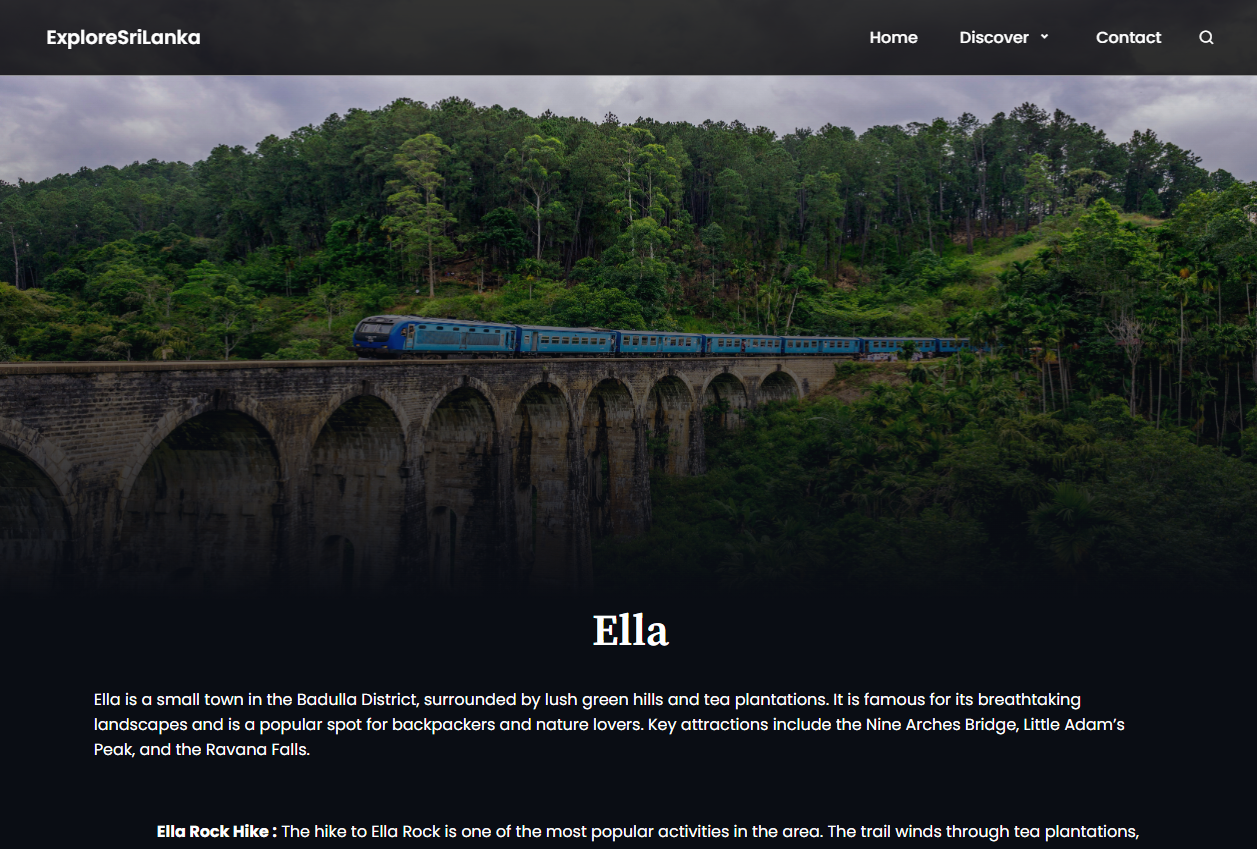 ExploreSriLanka
Home Discover Contact
Ella
Ella is a small town in the Badulla District, surrounded by lush green hills and tea plantations. It is famous for its breathtaking
landscapes and is a popular spot for backpackers and nature lovers. Key attractions include the Nine Arches Bridge, Little Adam’s
Peak, and the Ravana Falls.
Ella Rock Hike : The hike to Ella Rock is one of the most popular activities in the area. The trail winds through tea plantations,